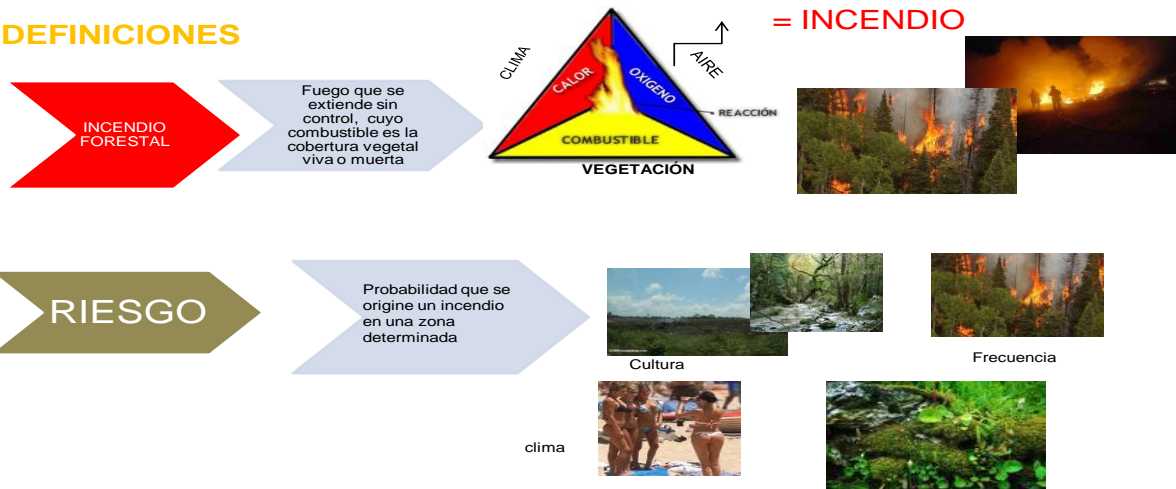 DEFINICIONES
INCENDIO
FORESTAL
Fuego que se
extiende sin
control, cuyo
combustible es la
cobertura vegetal
viva o muerta
CLIMA
CALOR
OXIGENO
AIRE
REACCIÓN
COMBUSTIBLE
VEGETACIÓN
= INCENDIO
RIESGO
Probabilidad que se
origine un incendio
en una zona
determinada
Cultura
Frecuencia
clima